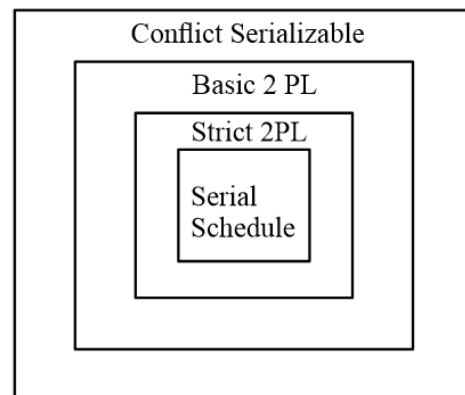 Conflict Serializable
Basic 2 PL
Strict 2PL
Serial
Schedule